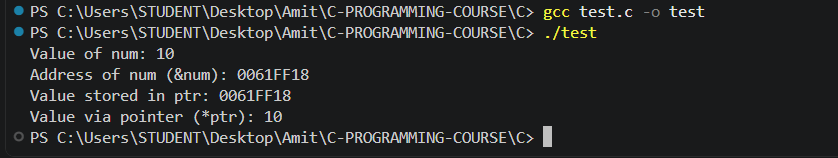 PS C:\Users\STUDENT\Desktop\Amit\C-PROGRAMMING-COURSE\C> gcc test.c -o test
PS C:\Users\STUDENT\Desktop\Amit\C-PROGRAMMING-COURSE\C> ./test
Value of num: 10
Address of num (&num): 0061FF18
Value stored in ptr: 0061FF18
Value via pointer (*ptr): 10
PS C:\Users\STUDENT\Desktop\Amit\C-PROGRAMMING-COURSE\C>